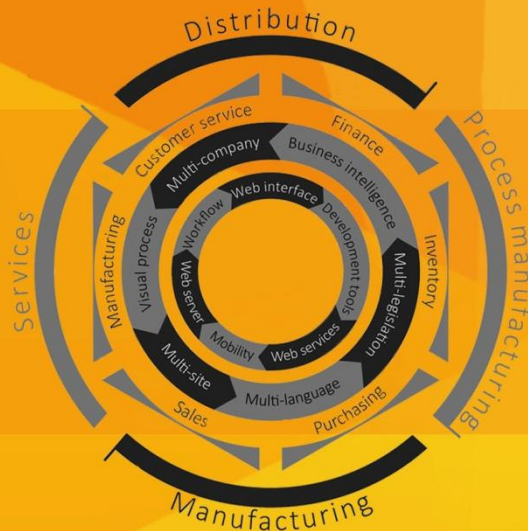 Distribution
Process manufacturing
Manufacturing
Services
Customer service
Finance
Inventory
Purchasing
Sales
Manufacturing
Multi-company
Business intelligence
Multi-legislation
Multi-language
Multi-site
Visual process
Web interface
Development tools
Web services
Mobility
Web server
Workflow